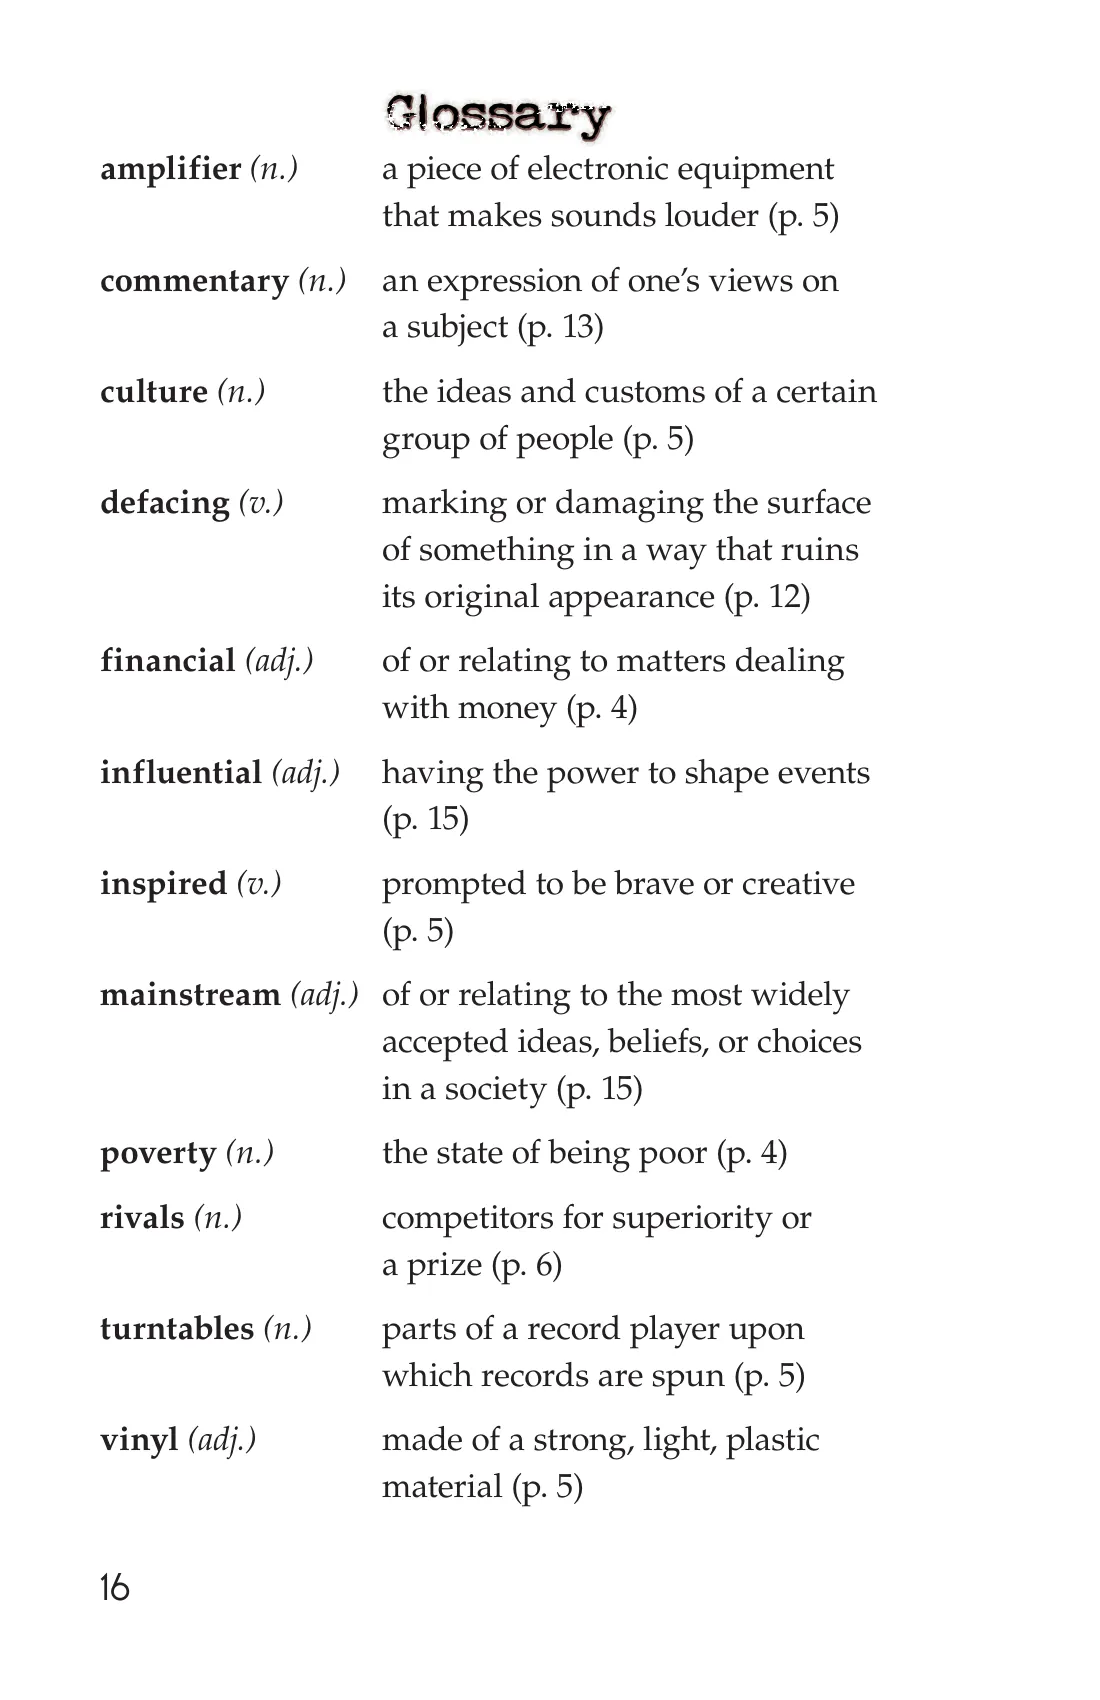 Glossary
amplifier (n.) a piece of electronic equipment
that makes sounds louder (p. 5)
commentary (n.) an expression of one’s views on
a subject (p. 13)
culture (n.) the ideas and customs of a certain
group of people (p. 5)
defacing (v.) marking or damaging the surface
of something in a way that ruins
its original appearance (p. 12)
financial (adj.) of or relating to matters dealing
with money (p. 4)
influential (adj.) having the power to shape events
(p. 15)
inspired (v.) prompted to be brave or creative
(p. 5)
mainstream (adj.) of or relating to the most widely
accepted ideas, beliefs, or choices
in a society (p. 15)
poverty (n.) the state of being poor (p. 4)
rivals (n.) competitors for superiority or
a prize (p. 6)
turntables (n.) parts of a record player upon
which records are spun (p. 5)
vinyl (adj.) made of a strong, light, plastic
material (p. 5)
16